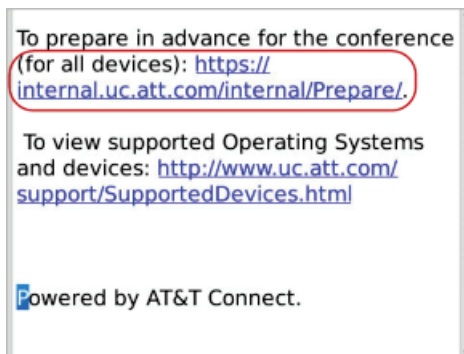 To prepare in advance for the conference
(for all devices): https://
internal.uc.att.com/internal/Prepare/.
To view supported Operating Systems
and devices: http://www.uc.att.com/
support/SupportedDevices.html
Powered by AT&T Connect.